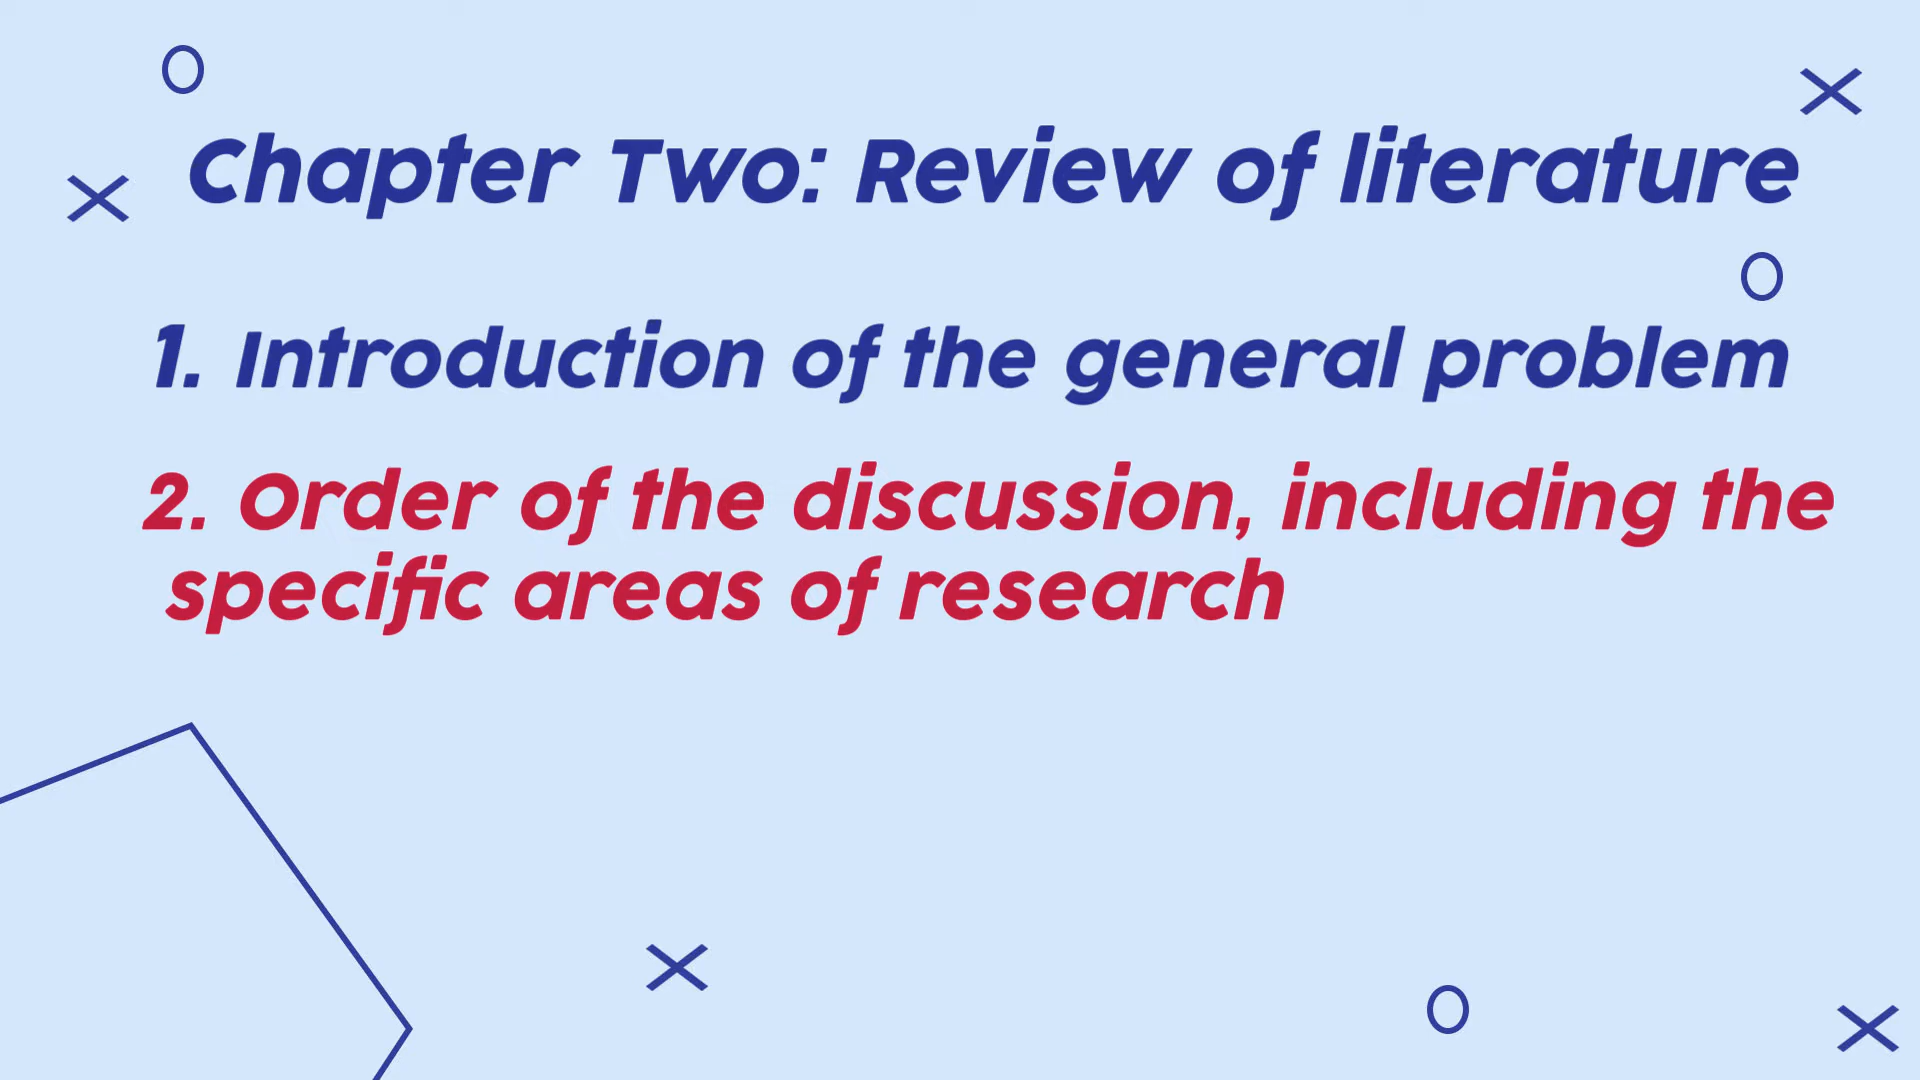 Chapter Two: Review of literature
1. Introduction of the general problem
2. Order of the discussion, including the
specific areas of research